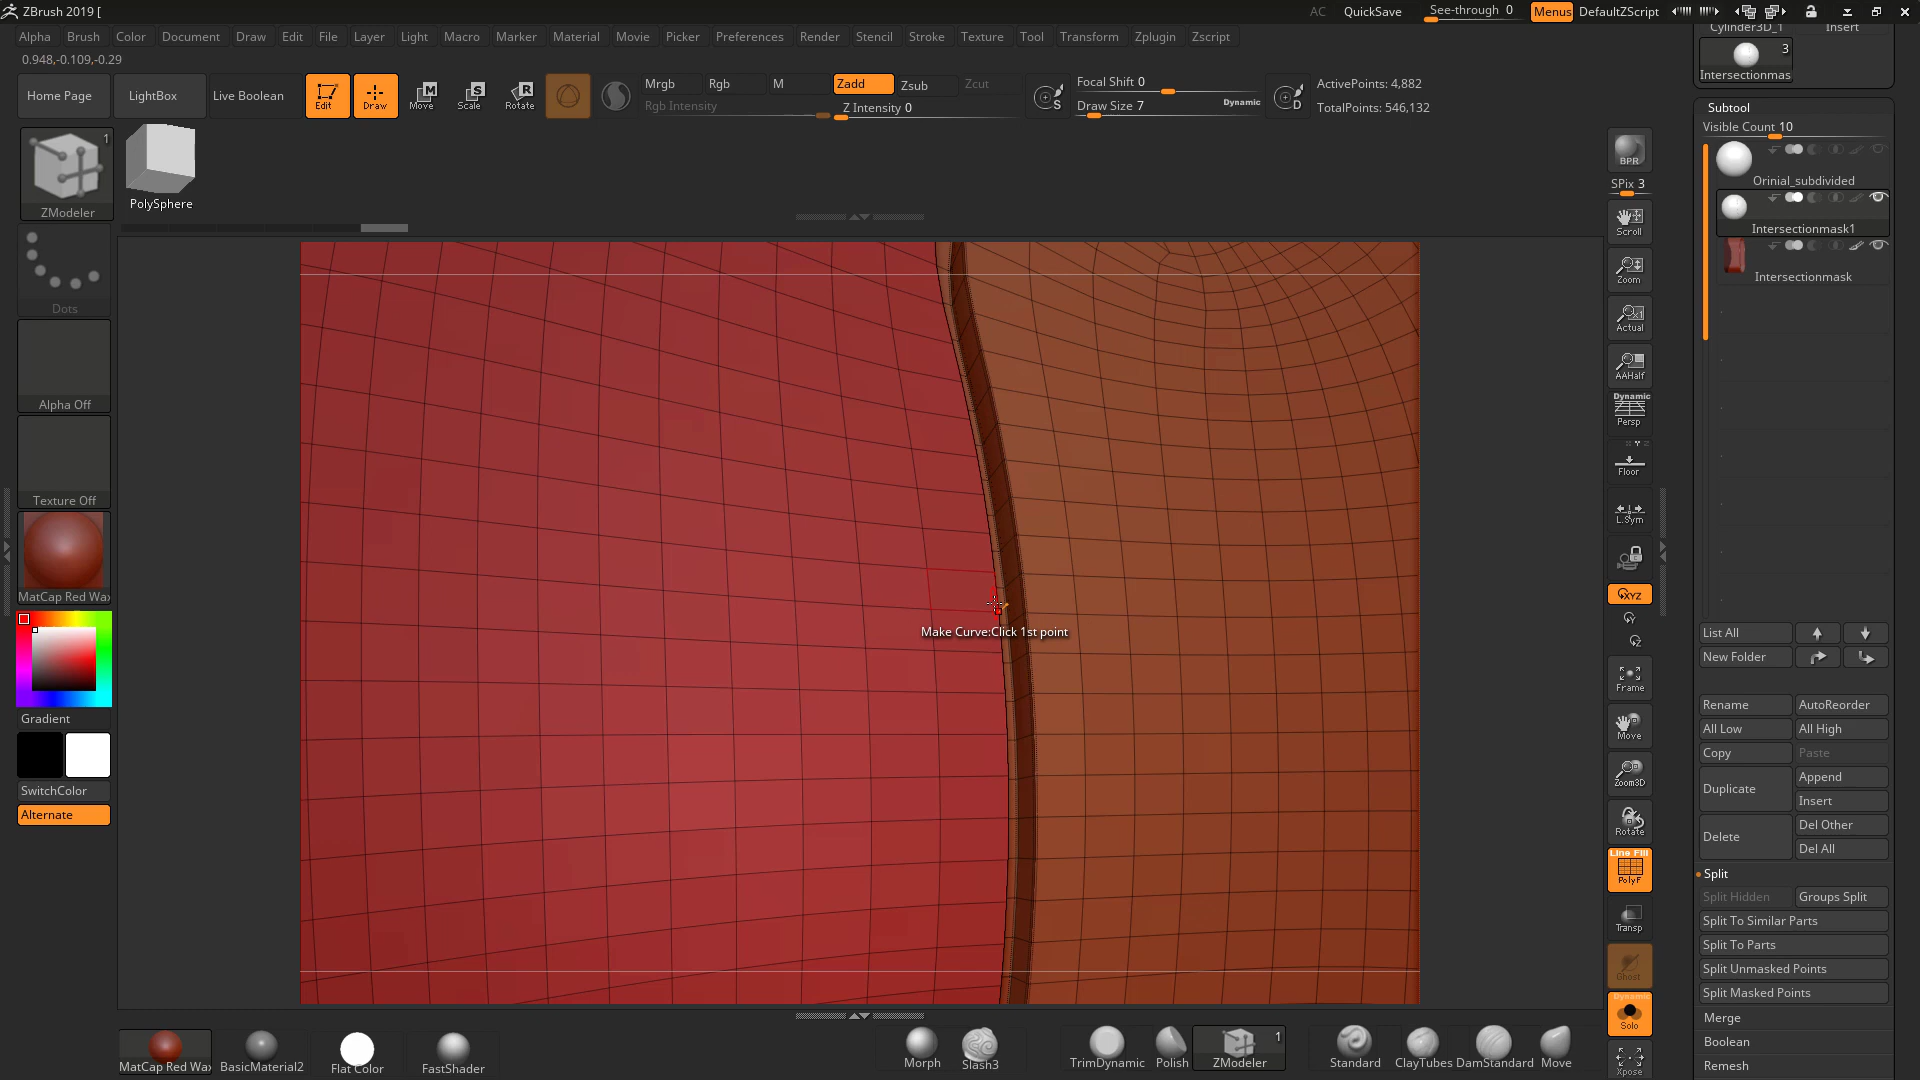 ZBrush 2019 [
AC
QuickSave
See-through 0
Menus
DefaultZScript
Alpha
Brush
Color
Document
Draw
Edit
File
Layer
Light
Macro
Marker
Material
Movie
Picker
Preferences
Render
Stencil
Stroke
Texture
Tool
Transform
Zplugin
Zscript
0.948,-0.109,-0.29
Home Page
LightBox
Live Boolean
Edit
Draw
Move
Scale
Rotate
Mrgb
Rgb
M
Zadd
Zsub
Zcut
Rgb Intensity
Z Intensity 0
Focal Shift 0
Draw Size 7
Dynamic
ActivePoints: 4,882
TotalPoints: 546,132
1
ZModeler
PolySphere
Dots
Alpha Off
Texture Off
MatCap Red Wax
Gradient
SwitchColor
Alternate
Make Curve:Click 1st point
BPR
SPix 3
Scroll
Zoom
Actual
AAHalf
Dynamic
Persp
Floor
L.Sym
XYZ
Frame
Move
Zoom3D
Rotate
Line Fill
PolyF
Transp
Ghost
Dynamic
Solo
Xpose
Cylinder3D_1
Insert
3
Intersectionmas
Subtool
Visible Count 10
Orinial_subdivided
Intersectionmask1
Intersectionmask
List All
New Folder
Rename
AutoReorder
All Low
All High
Copy
Paste
Duplicate
Append
Insert
Delete
Del Other
Del All
Split
Split Hidden
Groups Split
Split To Similar Parts
Split To Parts
Split Unmasked Points
Split Masked Points
Merge
Boolean
Remesh
MatCap Red Wax
BasicMaterial2
Flat Color
FastShader
Morph
Slash3
TrimDynamic
Polish
1
ZModeler
Standard
ClayTubes
DamStandard
Move